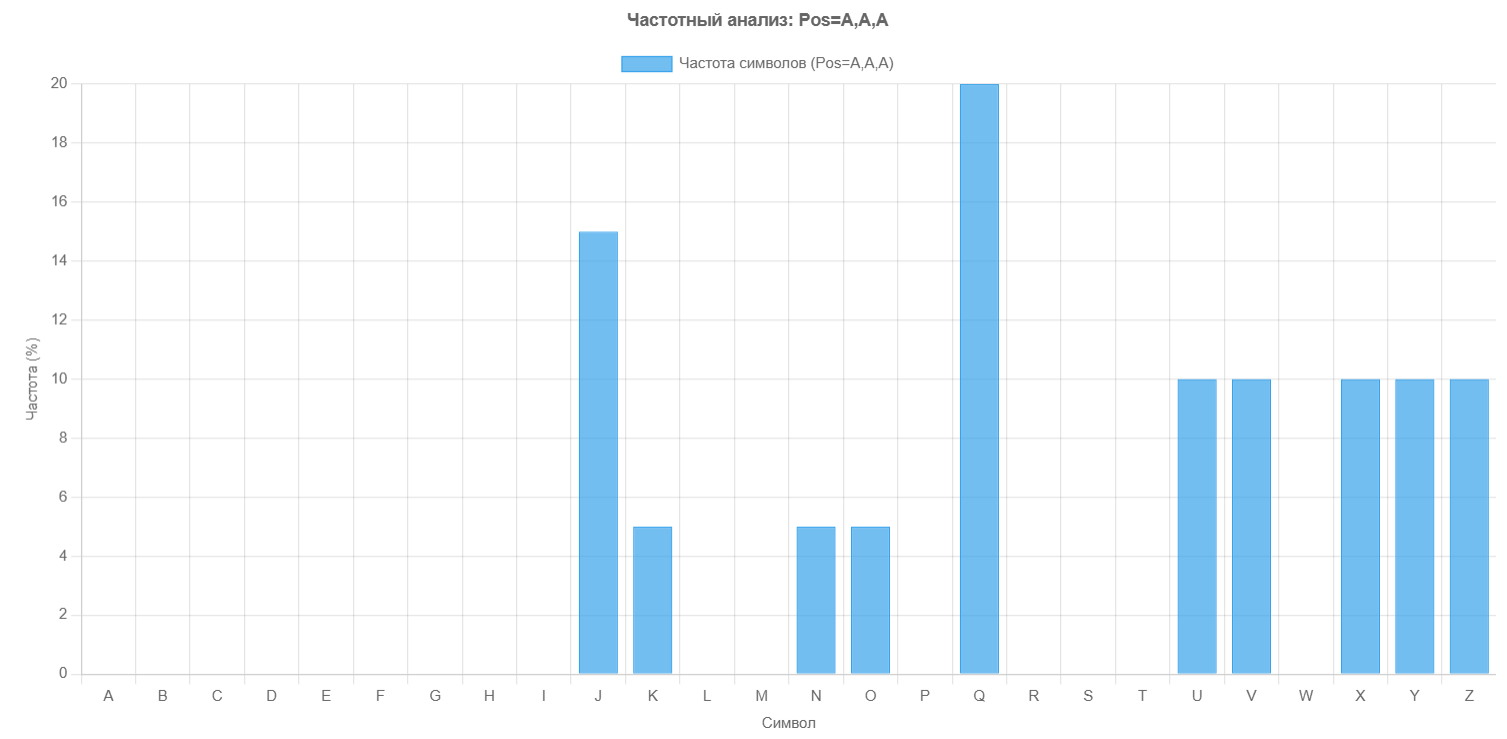 Частотный анализ: Pos=A,A,A
Частота символов (Pos=A,A,A)
20
18
16
14
12
10
8
6
4
2
0
Частота (%)
A B C D E F G H I J K L M N O P Q R S T U V W X Y Z
Символ